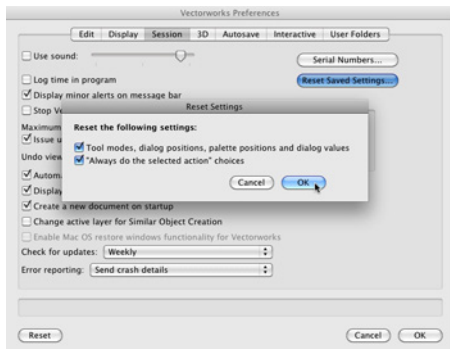 Vectorworks Preferences
Edit Display Session 3D Autosave Interactive User Folders
Use sound:
Serial Numbers...
Log time in program
Reset Saved Settings...
Display minor alerts on message bar
Stop Ve
Reset Settings
Maximum
Reset the following settings:
Issue u
Tool modes, dialog positions, palette positions and dialog values
Undo view
"Always do the selected action" choices
Autom
Cancel OK
Display
Create a new document on startup
Change active layer for Similar Object Creation
Enable Mac OS restore windows functionality for Vectorworks
Check for updates: Weekly
Error reporting: Send crash details
Reset Cancel OK